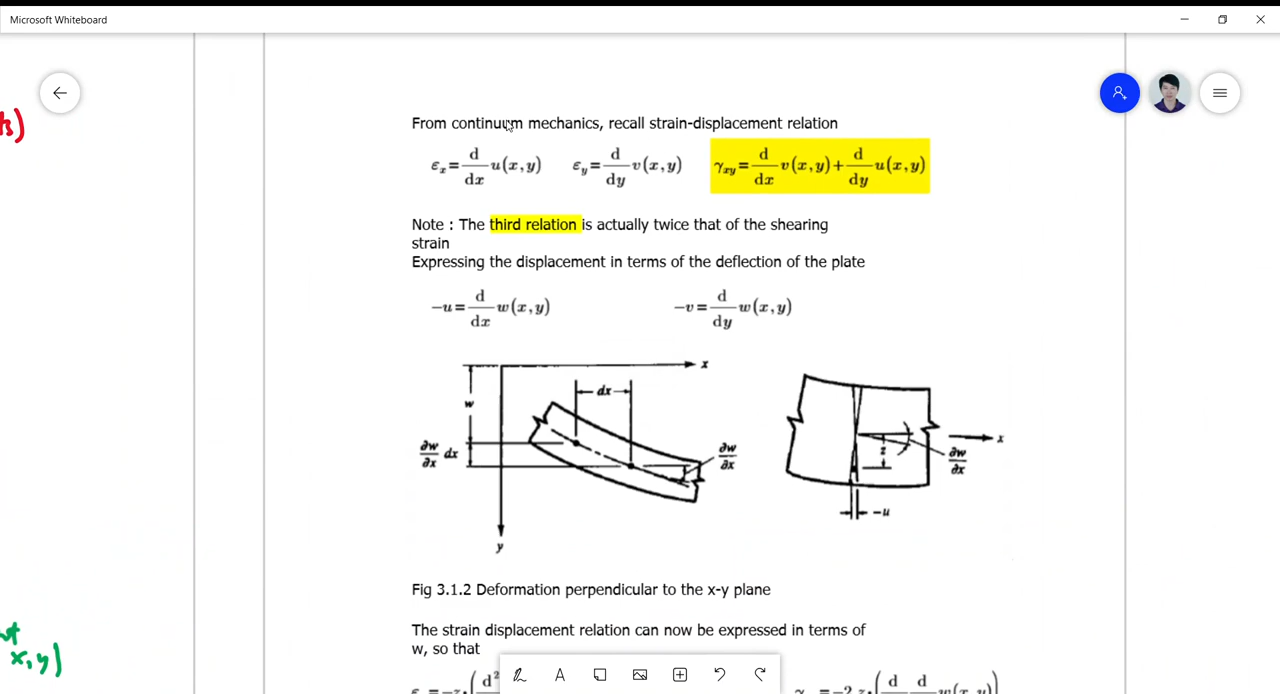 Microsoft Whiteboard
From continuum mechanics, recall strain-displacement relation
εx = d/dx u(x,y)   εy = d/dy v(x,y)   γxy = d/dx v(x,y) + d/dy u(x,y)
Note : The third relation is actually twice that of the shearing
strain
Expressing the displacement in terms of the deflection of the plate
−u = d/dx w(x,y)   −v = d/dy w(x,y)
x
dx
w
∂w/∂x dx
∂w/∂x
y
z
x
∂w/∂x
−u
Fig 3.1.2 Deformation perpendicular to the x-y plane
The strain displacement relation can now be expressed in terms of
w, so that
x,y)